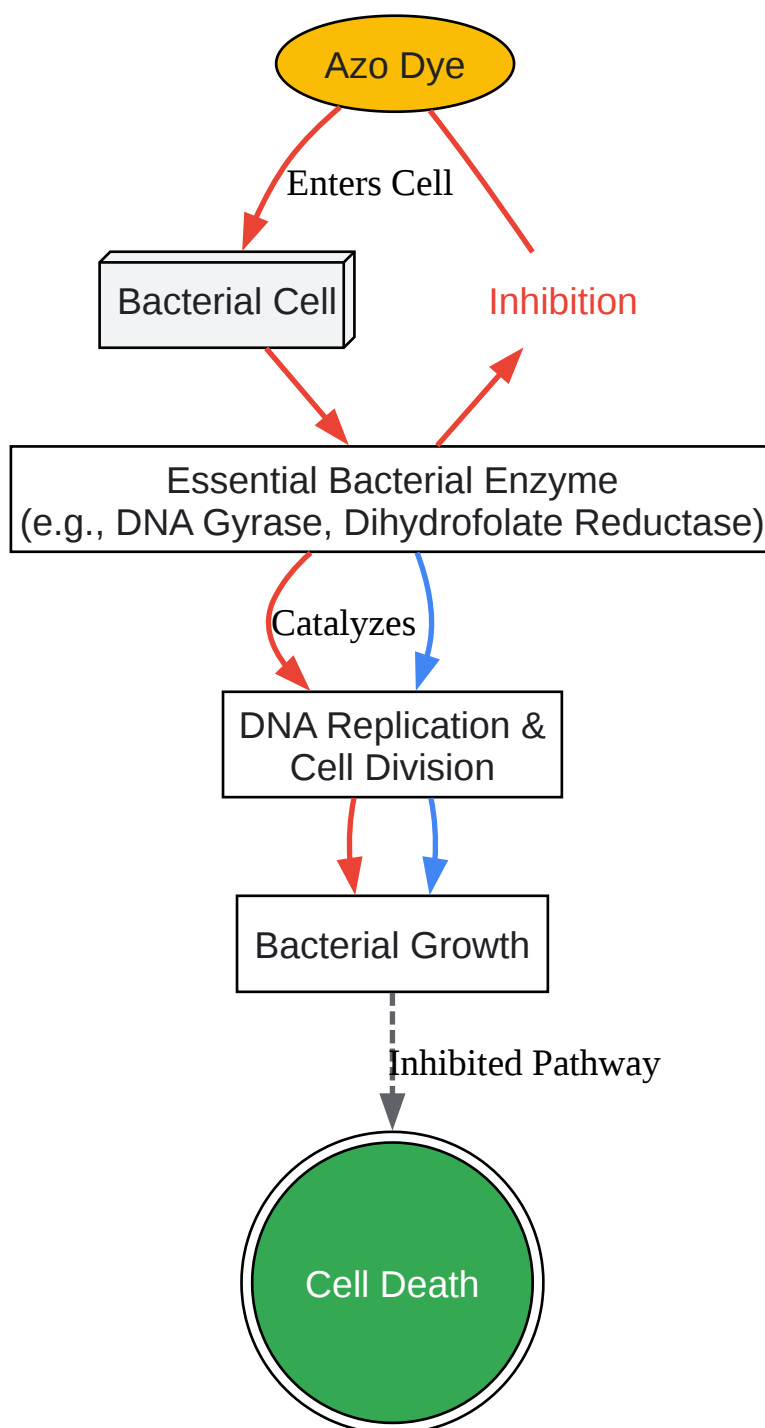 Azo Dye
Enters Cell
Bacterial Cell
Inhibition
Essential Bacterial Enzyme
(e.g., DNA Gyrase, Dihydrofolate Reductase)
Catalyzes
DNA Replication &
Cell Division
Bacterial Growth
Inhibited Pathway
Cell Death